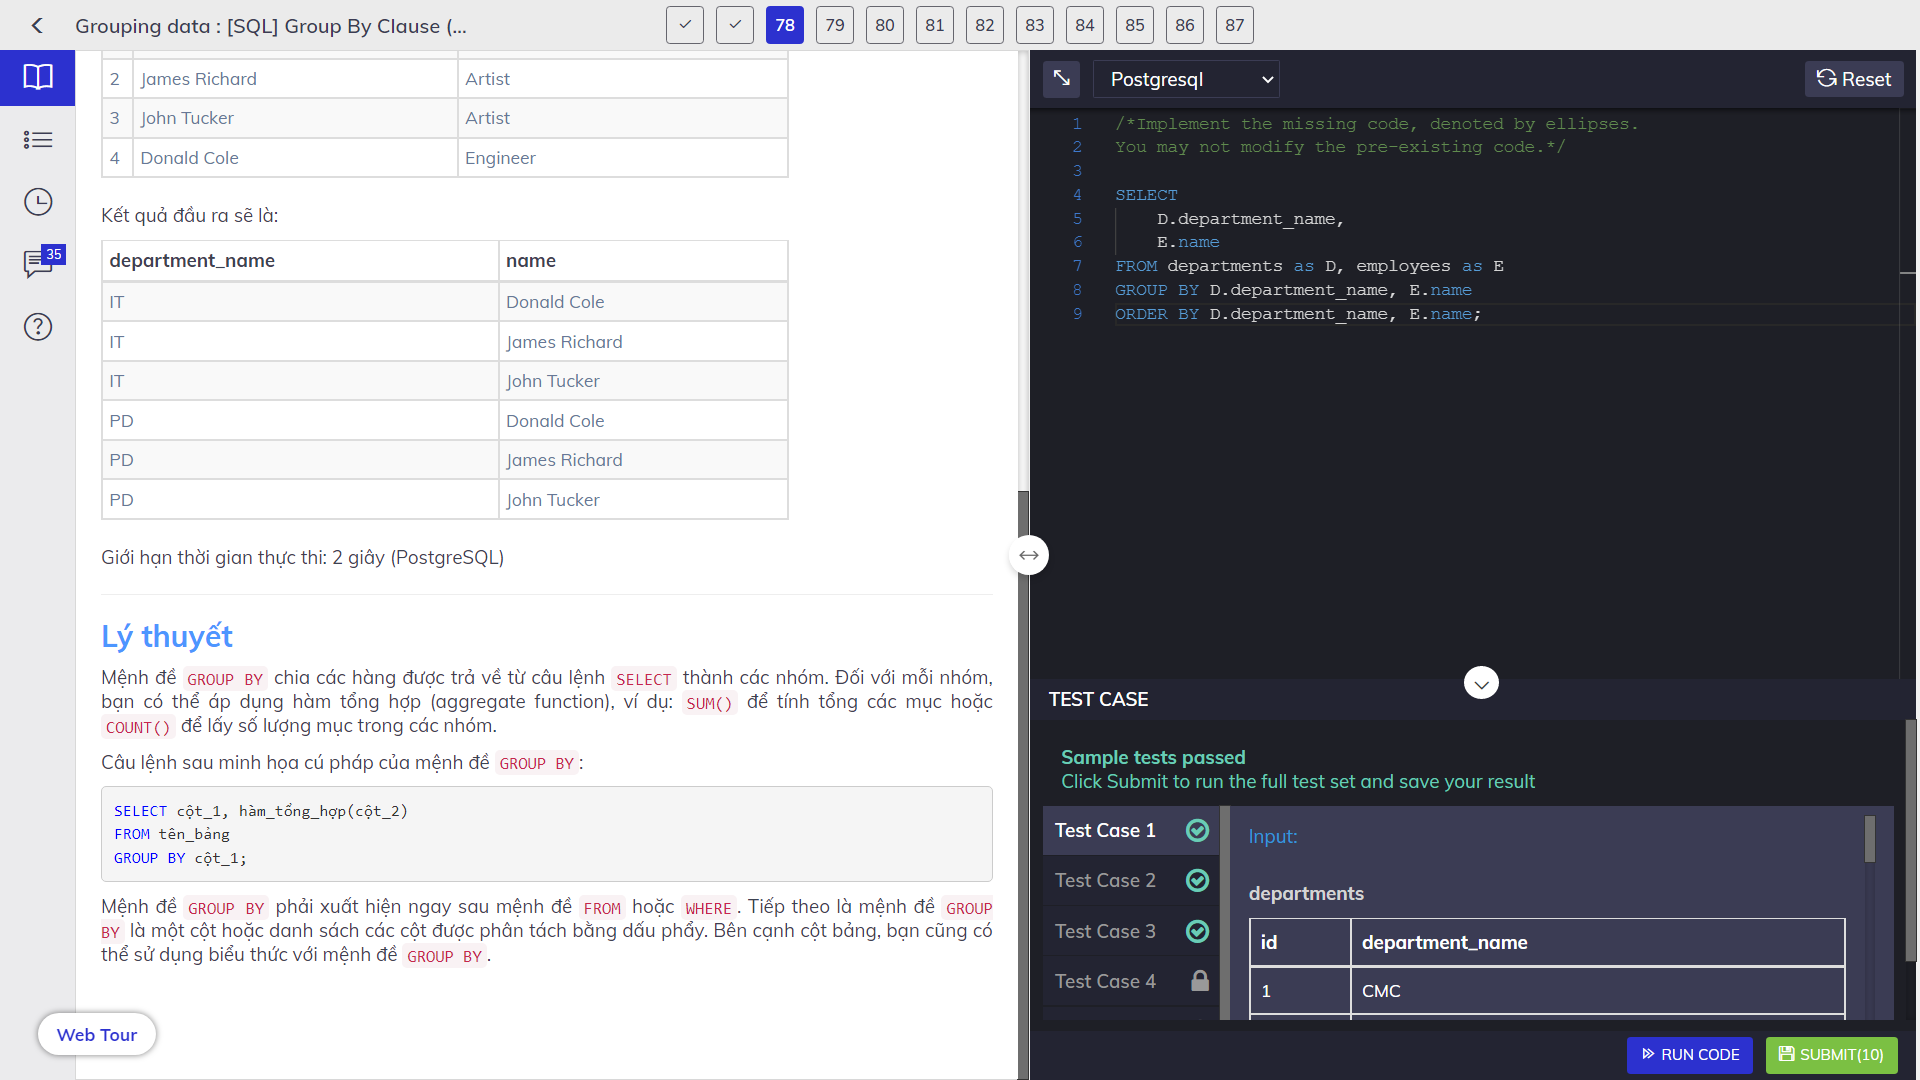 Grouping data : [SQL] Group By Clause (...
78 79 80 81 82 83 84 85 86 87
2 James Richard Artist
3 John Tucker Artist
4 Donald Cole Engineer
Kết quả đầu ra sẽ là:
department_name name
IT Donald Cole
IT James Richard
IT John Tucker
PD Donald Cole
PD James Richard
PD John Tucker
Giới hạn thời gian thực thi: 2 giây (PostgreSQL)
Lý thuyết
Mệnh đề GROUP BY chia các hàng được trả về từ câu lệnh SELECT thành các nhóm. Đối với mỗi nhóm,
bạn có thể áp dụng hàm tổng hợp (aggregate function), ví dụ: SUM() để tính tổng các mục hoặc
COUNT() để lấy số lượng mục trong các nhóm.
Câu lệnh sau minh họa cú pháp của mệnh đề GROUP BY:
SELECT cột_1, hàm_tổng_hợp(cột_2)
FROM tên_bảng
GROUP BY cột_1;
Mệnh đề GROUP BY phải xuất hiện ngay sau mệnh đề FROM hoặc WHERE. Tiếp theo là mệnh đề GROUP
BY là một cột hoặc danh sách các cột được phân tách bằng dấu phẩy. Bên cạnh cột bảng, bạn cũng có
thể sử dụng biểu thức với mệnh đề GROUP BY.
35
Web Tour
Postgresql
Reset
1 /*Implement the missing code, denoted by ellipses.
2 You may not modify the pre-existing code.*/
3
4 SELECT
5 D.department_name,
6 E.name
7 FROM departments as D, employees as E
8 GROUP BY D.department_name, E.name
9 ORDER BY D.department_name, E.name;
TEST CASE
Sample tests passed
Click Submit to run the full test set and save your result
Test Case 1
Test Case 2
Test Case 3
Test Case 4
Input:
departments
id department_name
1 CMC
RUN CODE
SUBMIT(10)